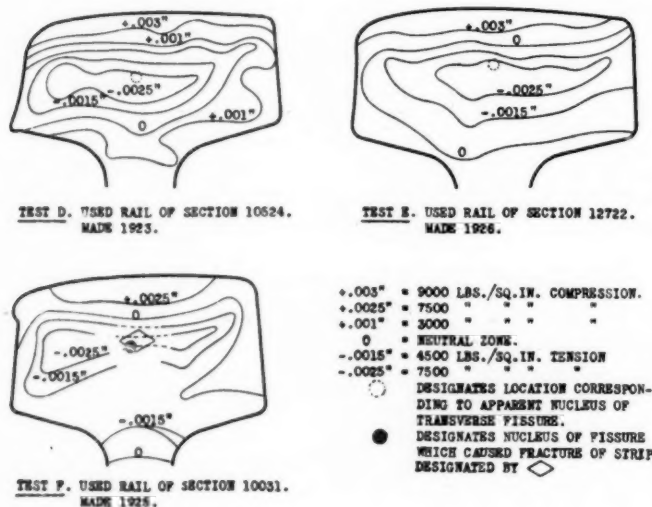 +.003"
+.001"
-.0025"
-.0015"
+.001"
0
TEST D. USED RAIL OF SECTION 10524.
MADE 1923.
+.003"
0
-.0025"
-.0015"
0
TEST E. USED RAIL OF SECTION 12722.
MADE 1926.
+.0025"
0
-.0025"
-.0015"
-.0015"
0
TEST F. USED RAIL OF SECTION 10031.
MADE 1925.
+.003" = 9000 LBS./SQ.IN. COMPRESSION.
+.0025" = 7500 " " " "
+.001" = 3000 " " " "
0 = NEUTRAL ZONE.
-.0015" = 4500 LBS./SQ.IN. TENSION
-.0025" = 7500 " " "
DESIGNATES LOCATION CORRESPON-
DING TO APPARENT NUCLEUS OF
TRANSVERSE FISSURE.
DESIGNATES NUCLEUS OF FISSURE
WHICH CAUSED FRACTURE OF STRIP
DESIGNATED BY